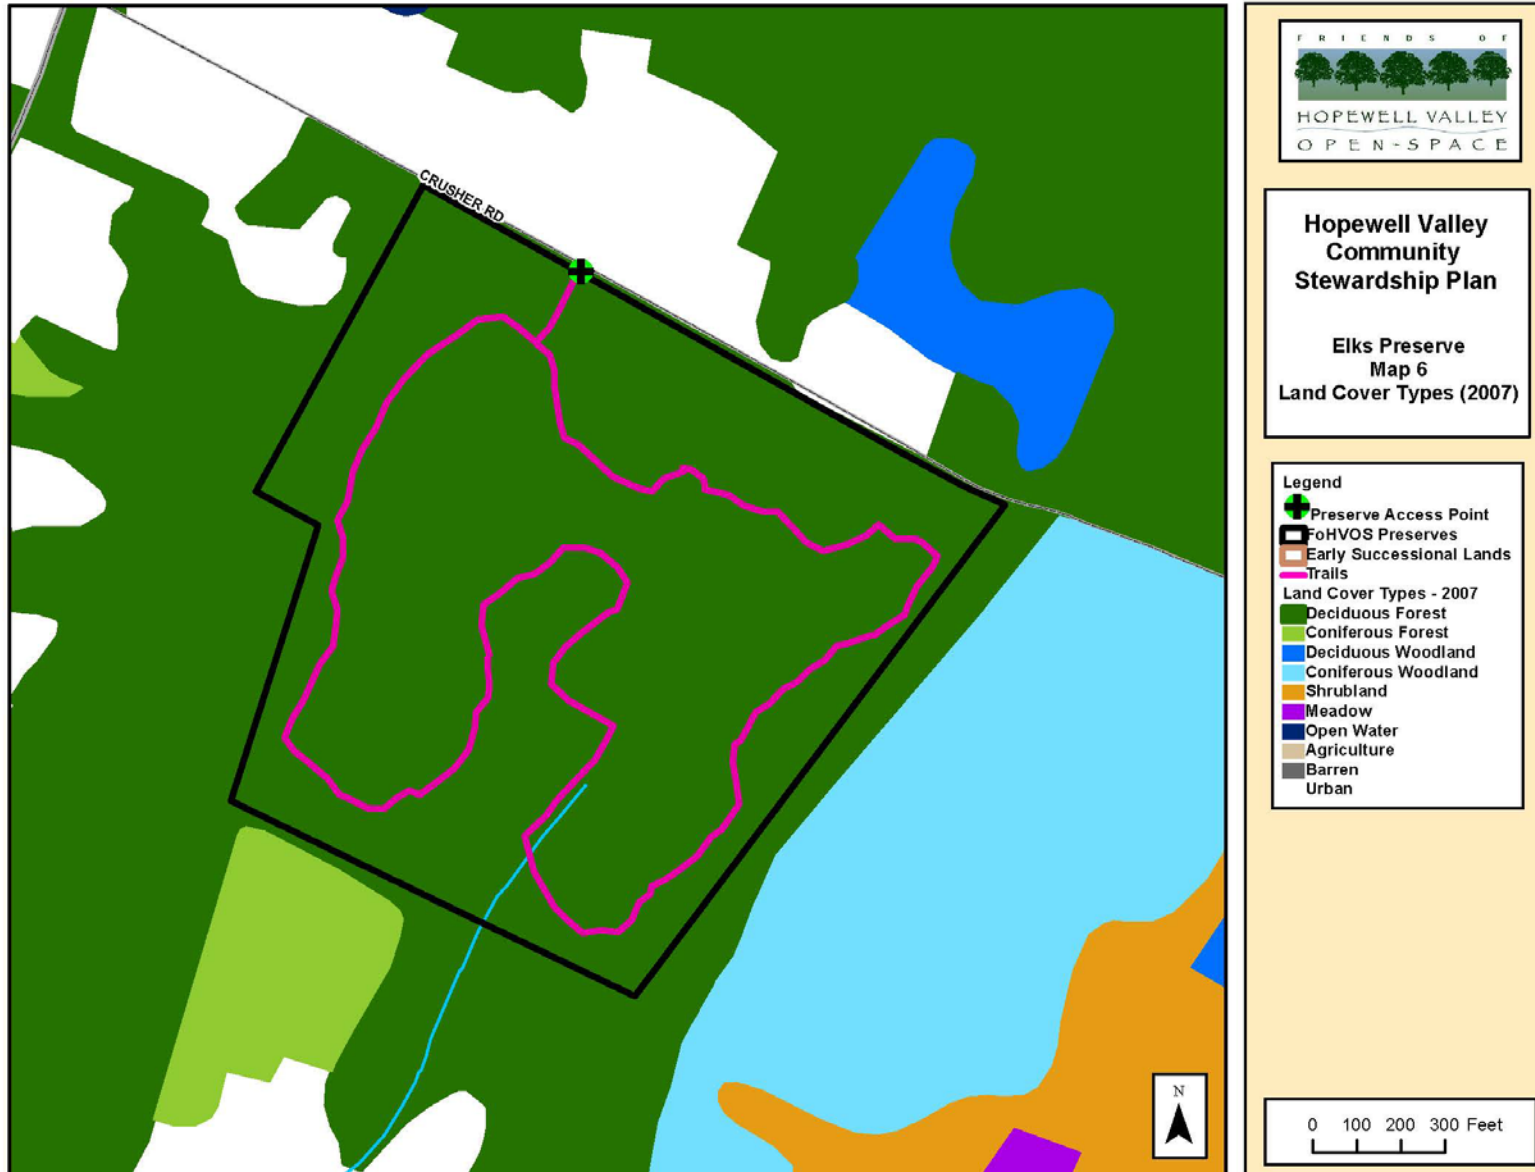 CRUSHER RD
N
FRIENDS OF
HOPEWELL VALLEY
OPEN-SPACE
Hopewell Valley
Community
Stewardship Plan
Elks Preserve
Map 6
Land Cover Types (2007)
Legend
Preserve Access Point
FoHVOS Preserves
Early Successional Lands
Trails
Land Cover Types - 2007
Deciduous Forest
Coniferous Forest
Deciduous Woodland
Coniferous Woodland
Shrubland
Meadow
Open Water
Agriculture
Barren
Urban
0 100 200 300 Feet